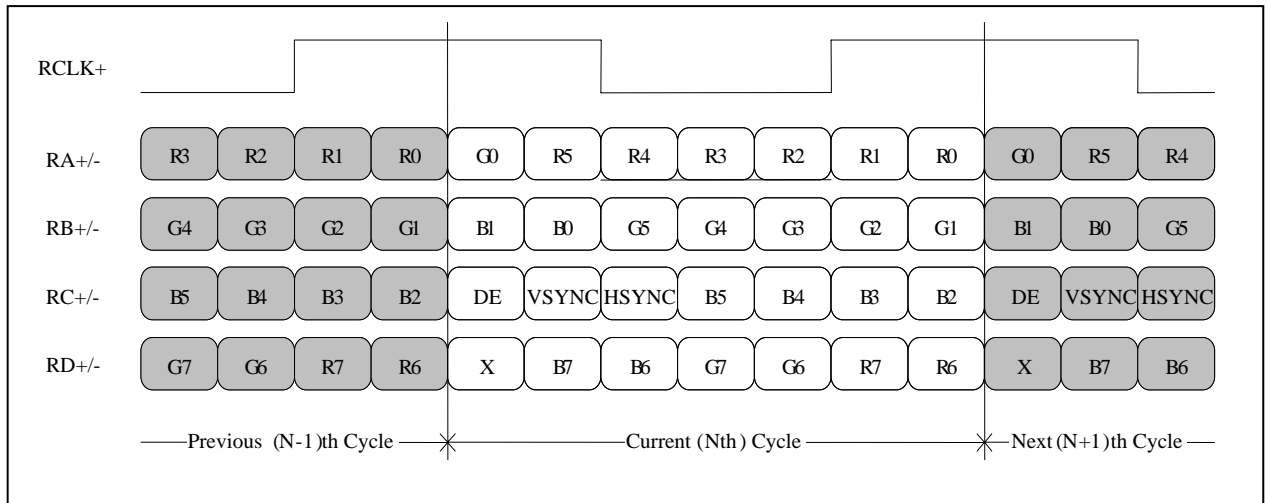 RCLK+
RA+/- R3 R2 R1 R0 G0 R5 R4 R3 R2 R1 R0 G0 R5 R4
RB+/- G4 G3 G2 G1 B1 B0 G5 G4 G3 G2 G1 B1 B0 G5
RC+/- B5 B4 B3 B2 DE VSYNC HSYNC B5 B4 B3 B2 DE VSYNC HSYNC
RD+/- G7 G6 R7 R6 X B7 B6 G7 G6 R7 R6 X B7 B6
Previous (N-1)th Cycle Current (Nth) Cycle Next (N+1)th Cycle